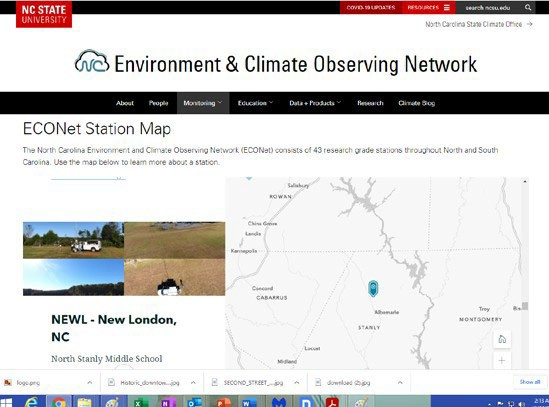 NC STATE
UNIVERSITY
COVID-19 UPDATES
RESOURCES
search ncsu.edu
North Carolina State Climate Office →
NC
Environment & Climate Observing Network
About
People
Monitoring
Education
Data + Products
Research
Climate Blog
ECONet Station Map
The North Carolina Environment and Climate Observing Network (ECONet) consists of 43 research grade stations throughout North and South
Carolina. Use the map below to learn more about a station.
Salisbury
ROWAN
China Grove
Landis
Kannapolis
Concord
CABARRUS
Albemarle
STANLY
Troy
MONTGOMERY
Locust
Midland
NEWL - New London,
NC
North Stanly Middle School
logo.png
Historic_downtow...jpg
SECOND_STREET_...jpg
download (2).jpg
Show all